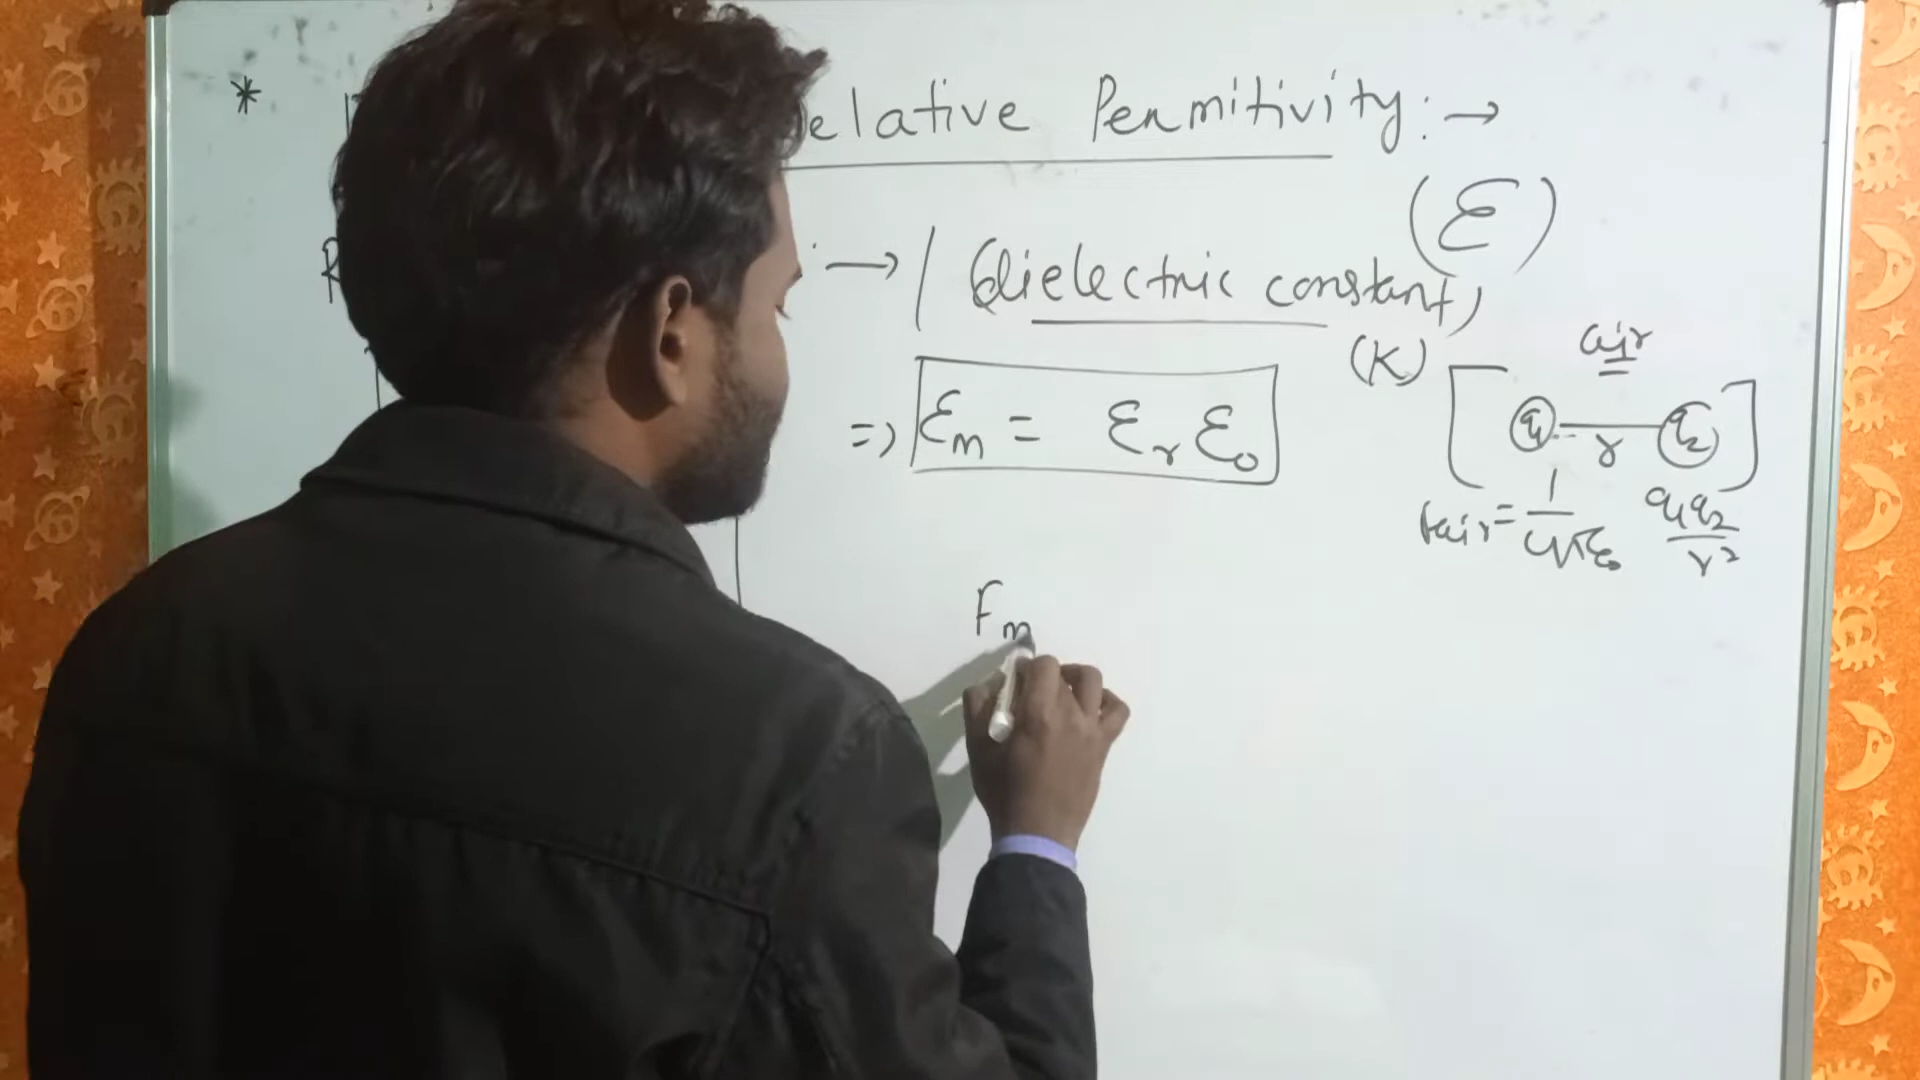 * elative Permitivity: →
(ε)
→ / (dielectric constant)
(K)
air
=> εm = εr ε0
q1 r q2
Fair = 1/4πε0 q1q2/r²
Fm